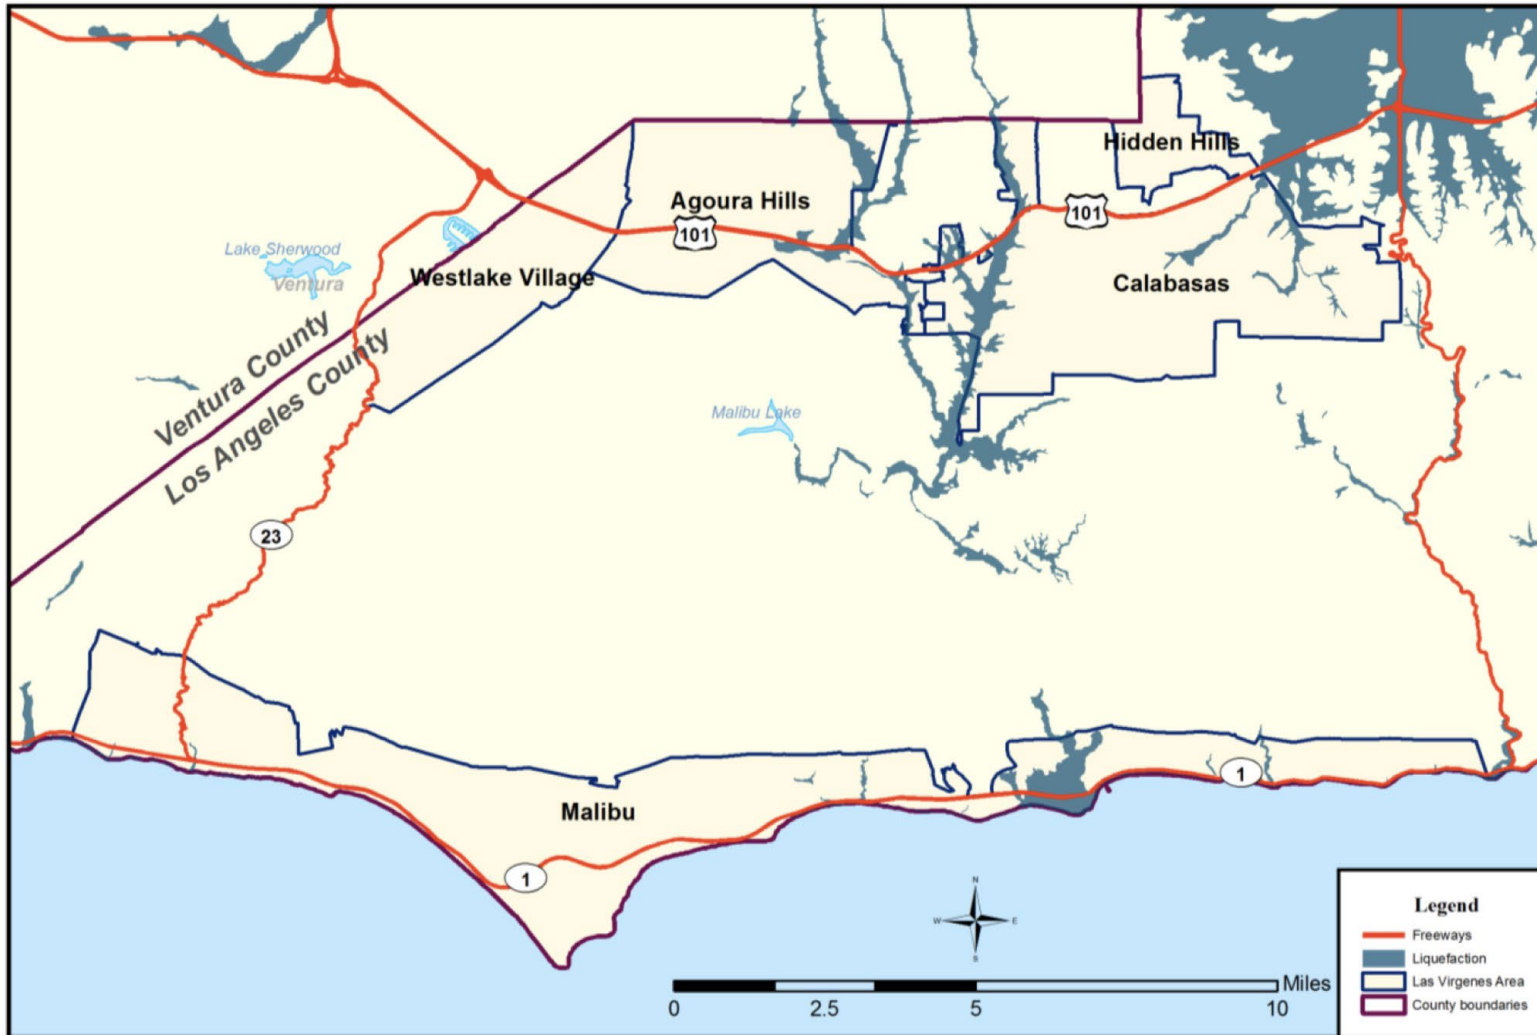 Hidden Hills
Agoura Hills
101
101
Lake Sherwood
Ventura
Westlake Village
Calabasas
Ventura County
Los Angeles County
Malibu Lake
23
1
Malibu
1
N
W
E
S
Legend
Freeways
Liquefaction
Las Virgenes Area
County boundaries
Miles
0
2.5
5
10